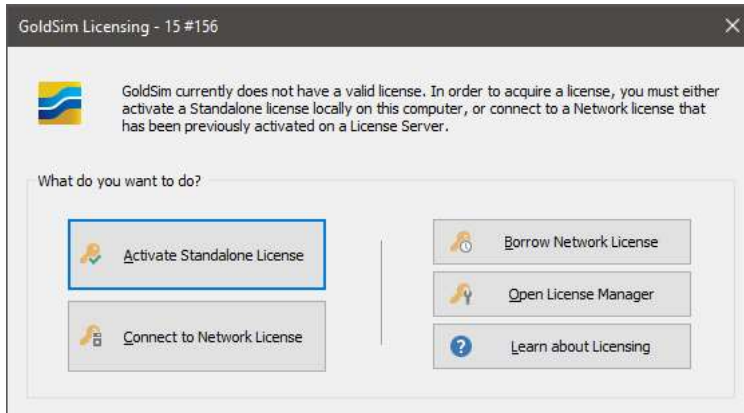 GoldSim Licensing - 15 #156
GoldSim currently does not have a valid license. In order to acquire a license, you must either
activate a Standalone license locally on this computer, or connect to a Network license that
has been previously activated on a License Server.
What do you want to do?
Activate Standalone License
Connect to Network License
Borrow Network License
Open License Manager
Learn about Licensing